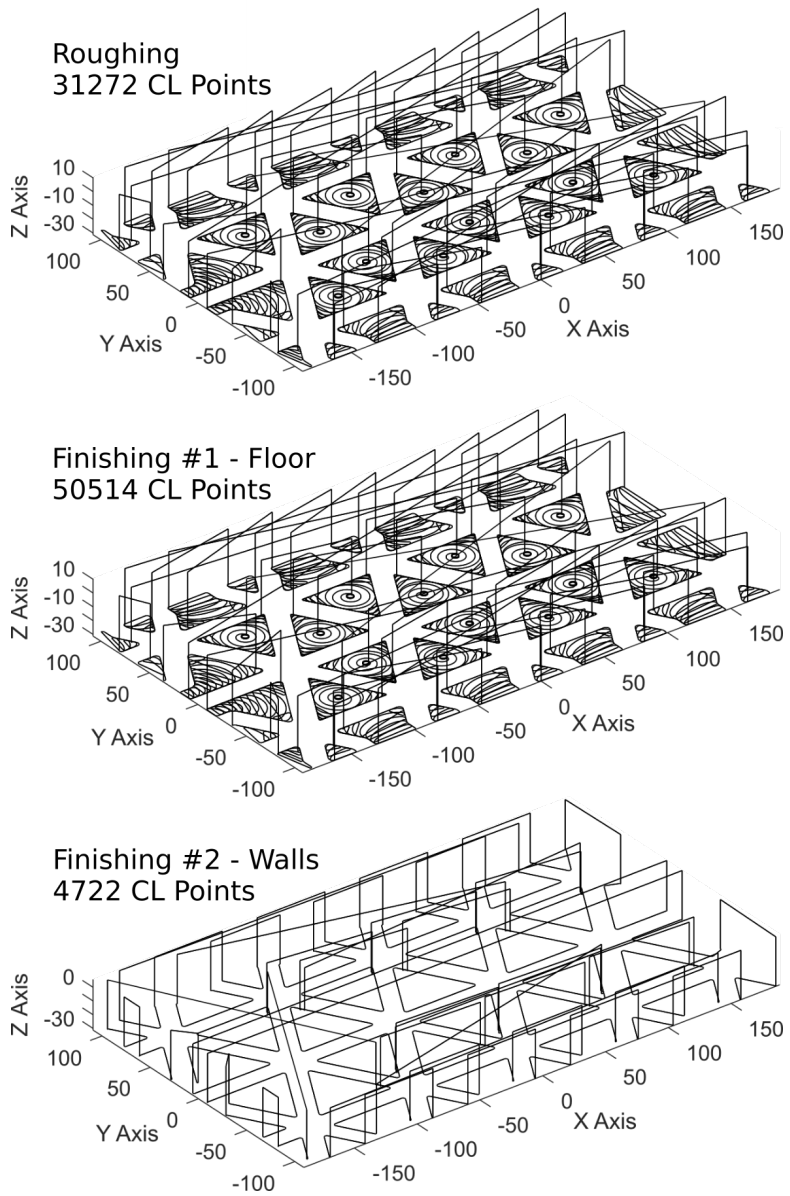 Roughing
31272 CL Points
10
-10
-30
Z Axis
100
50
0
-50
-100
Y Axis
-150
-100
-50
0
50
100
150
X Axis
Finishing #1 - Floor
50514 CL Points
10
-10
-30
Z Axis
100
50
0
-50
-100
Y Axis
-150
-100
-50
0
50
100
150
X Axis
Finishing #2 - Walls
4722 CL Points
0
-30
Z Axis
100
50
0
-50
-100
Y Axis
-150
-100
-50
0
50
100
150
X Axis